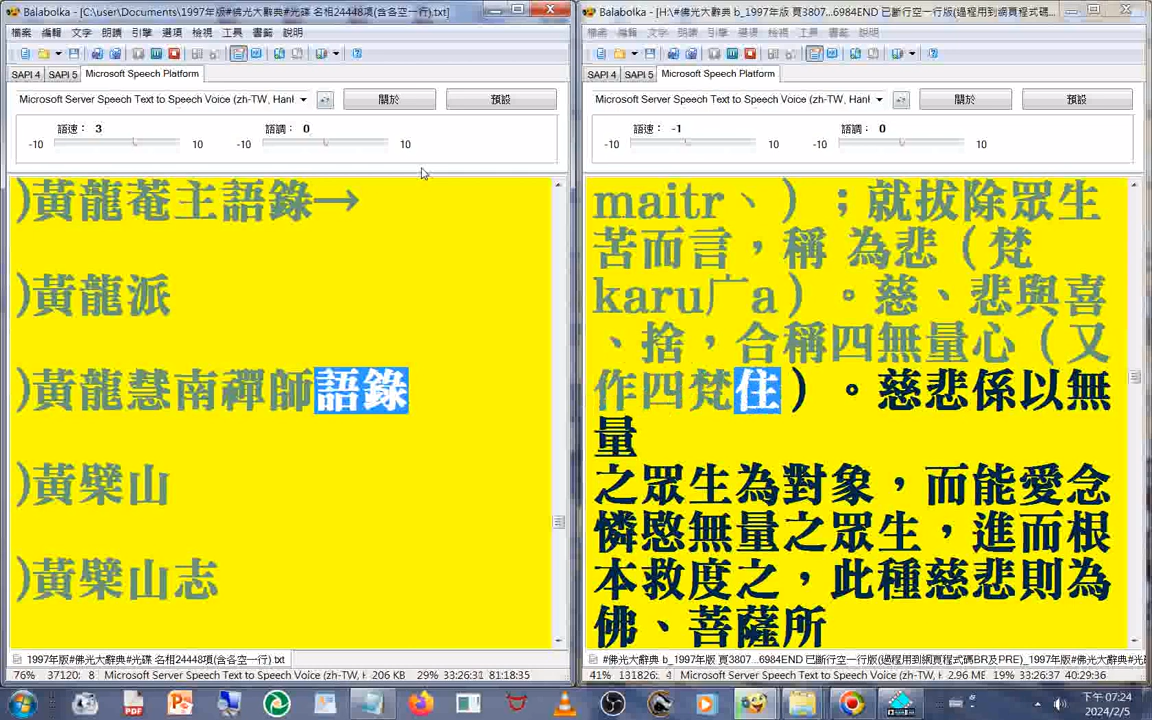 Balabolka - [C:\user\Documents\1997年版#佛光大辭典#光碟 名相24448項(含各空一行).txt]
檔案 編輯 文字 朗讀 引擎 選項 檢視 工具 書籤 說明
SAPI 4 SAPI 5 Microsoft Speech Platform
Microsoft Server Speech Text to Speech Voice (zh-TW, Han
關於 預設
語速： 3 語調： 0
-10 10 -10 10
)黃龍菴主語錄→
)黃龍派
)黃龍慧南禪師語錄
)黃檗山
)黃檗山志
1997年版#佛光大辭典#光碟 名相24448項(含各空一行).txt
76% 37120: 8 Microsoft Server Speech Text to Speech Voice (zh-TW, 206 KB 29% 33:26:31 81:18:35
Balabolka - [H:\#佛光大辭典 b_1997年版 頁3807...6984END 已斷行空一行版(過程用到網頁程式碼...
檔案 編輯 文字 朗讀 引擎 選項 檢視 工具 書籤 說明
SAPI 4 SAPI 5 Microsoft Speech Platform
Microsoft Server Speech Text to Speech Voice (zh-TW, Han
關於 預設
語速： -1 語調： 0
-10 10 -10 10
maitr、）；就拔除眾生
苦而言，稱 為悲（梵
karu广a）。慈、悲與喜
、捨，合稱四無量心（又
作四梵住）。慈悲係以無
量
之眾生為對象，而能愛念
憐愍無量之眾生，進而根
本救度之，此種慈悲則為
佛、菩薩所
#佛光大辭典 b_1997年版 頁3807...6984END 已斷行空一行版(過程用到網頁程式碼BR及PRE)_1997年版#佛光大辭典#光
41% 131826: Microsoft Server Speech Text to Speech Voice (zh-TW, 2.96 ME 19% 33:26:37 40:29:36
下午 07:24
2024/2/5